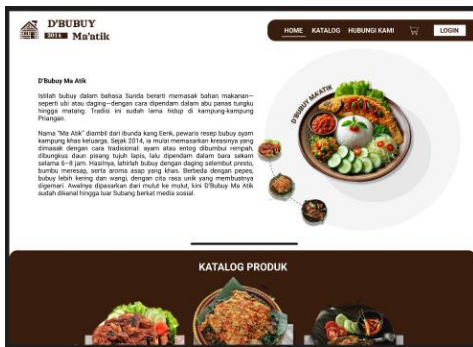 D'BUBUY
2014 Ma'atik
HOME KATALOG HUBUNGI KAMI LOGIN
D'Bubuy Ma Atik
Istilah bubuy dalam bahasa Sunda berarti memasak bahan makanan—
seperti ubi atau daging—dengan cara dipendam dalam abu panas tungku
hingga matang. Tradisi ini sudah lama hidup di kampung-kampung
Priangan.
Nama "Ma Atik" diambil dari ibunda kang Eenk, pewaris resep bubuy ayam
kampung khas keluarga. Sejak 2014, ia mulai memasarkan kreasinya yang
dimasak dengan cara tradisional: ayam atau entog dibumbui rempah,
dibungkus daun pisang tujuh lapis, lalu dipendam dalam bara sekam
selama 6–8 jam. Hasilnya, lahirlah bubuy dengan daging selembut presto,
bumbu meresap, serta aroma asap yang khas. Berbeda dengan pepes,
bubuy lebih kering dan wangi, dengan cita rasa unik yang membuatnya
digemari. Awalnya dipasarkan dari mulut ke mulut, kini D'Bubuy Ma Atik
sudah dikenal hingga luar Subang berkat media sosial.
D'BUBUY MA'ATIK
KATALOG PRODUK